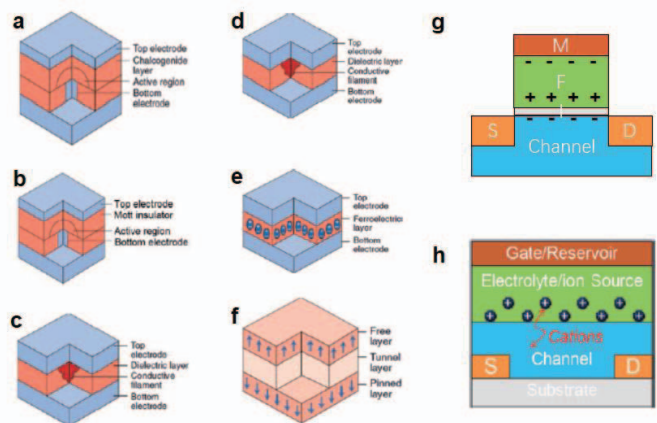 a
Top electrode
Chalcogenide
layer
Active region
Bottom
electrode
b
Top electrode
Mott insulator
Active region
Bottom electrode
c
Top
electrode
Dielectric layer
Conductive
filament
Bottom
electrode
d
Top
electrode
Dielectric layer
Conductive
filament
Bottom
electrode
e
Top
electrode
Ferroelectric
layer
Bottom
electrode
f
Free
layer
Tunnel
layer
Pinned
layer
g
M
- - - -
F
+ + + +
I
- - - -
S
D
Channel
h
Gate/Reservoir
Electrolyte/ion Source
+ + + + + + +
Cations
Channel
S
D
Substrate